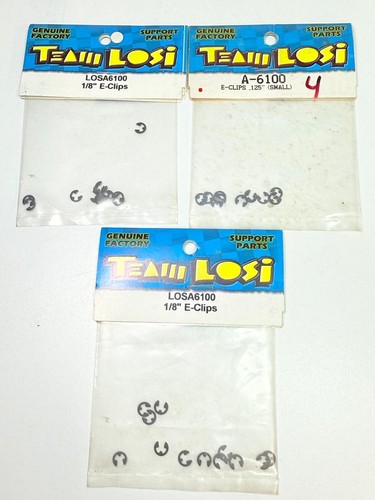 GENUINE FACTORY
SUPPORT PARTS
TEAM LOSI
LOSA6100
1/8" E-Clips
GENUINE FACTORY
SUPPORT PARTS
TEAM LOSI
A-6100
E-CLIPS .125" (SMALL)
4
GENUINE FACTORY
SUPPORT PARTS
TEAM LOSI
LOSA6100
1/8" E-Clips